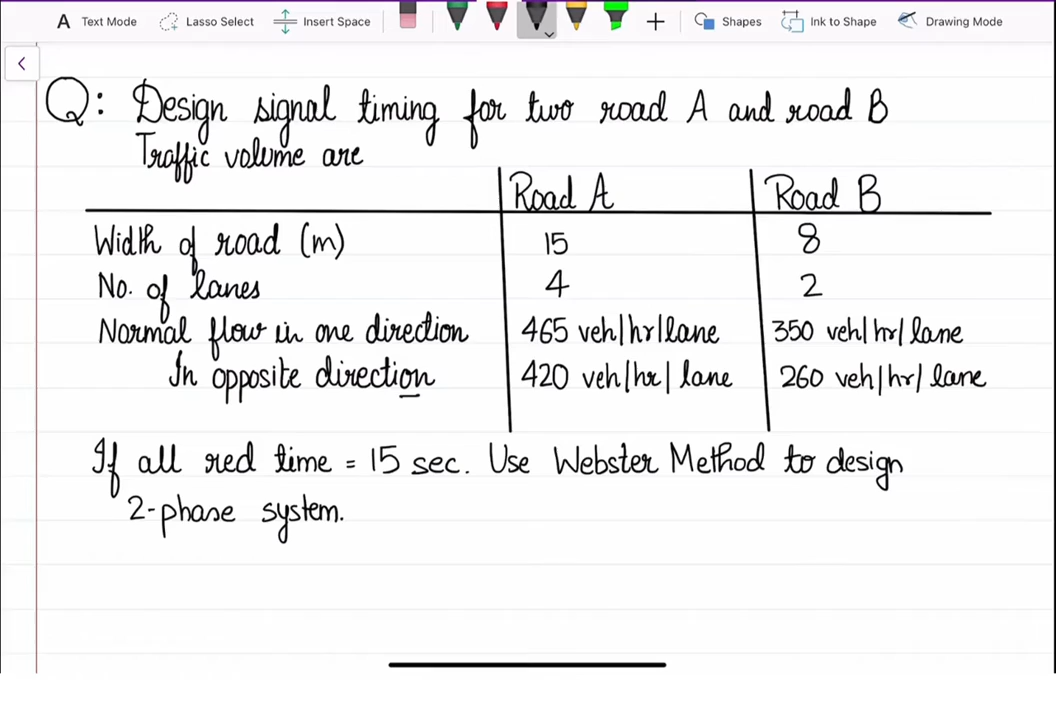 A Text Mode Lasso Select Insert Space Shapes Ink to Shape Drawing Mode
Q: Design signal timing for two road A and road B
Traffic volume are
Road A Road B
Width of road (m) 15 8
No. of lanes 4 2
Normal flow in one direction 465 veh/hr/lane 350 veh/hr/lane
In opposite direction 420 veh/hr/lane 260 veh/hr/lane
If all red time = 15 sec. Use Webster Method to design
2-phase system.